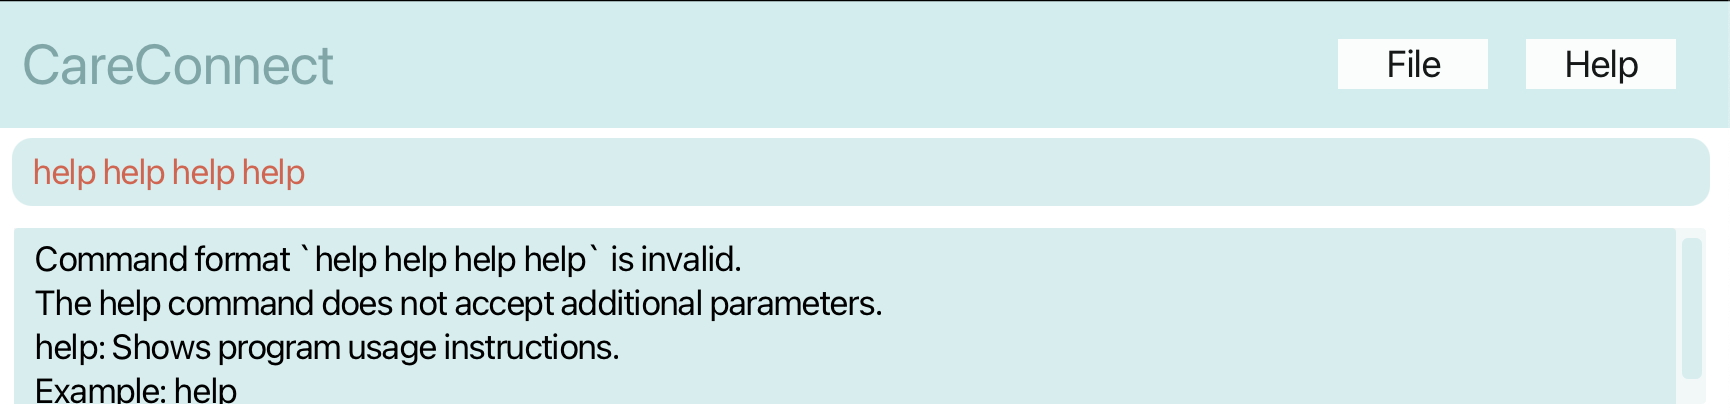 CareConnect
File
Help
help help help help
Command format `help help help help` is invalid.
The help command does not accept additional parameters.
help: Shows program usage instructions.
Example: help